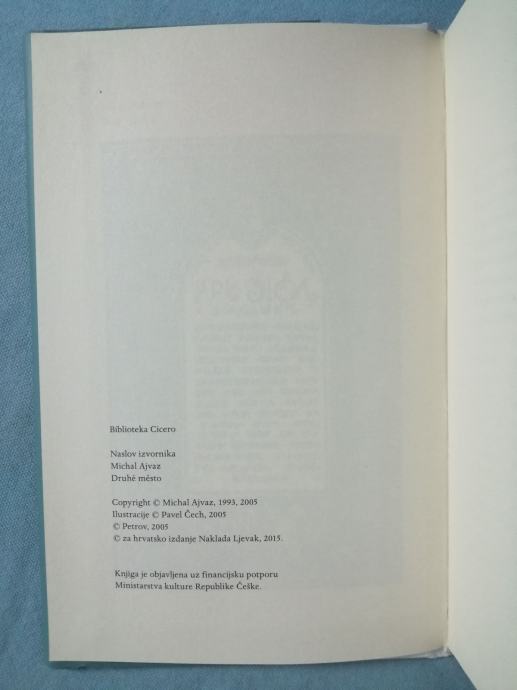 Biblioteka Cicero
Naslov izvornika
Michal Ajvaz
Druhé město
Copyright © Michal Ajvaz, 1993, 2005
Ilustracije © Pavel Čech, 2005
© Petrov, 2005
© za hrvatsko izdanje Naklada Ljevak, 2015.
Knjiga je objavljena uz financijsku potporu
Ministarstva kulture Republike Češke.